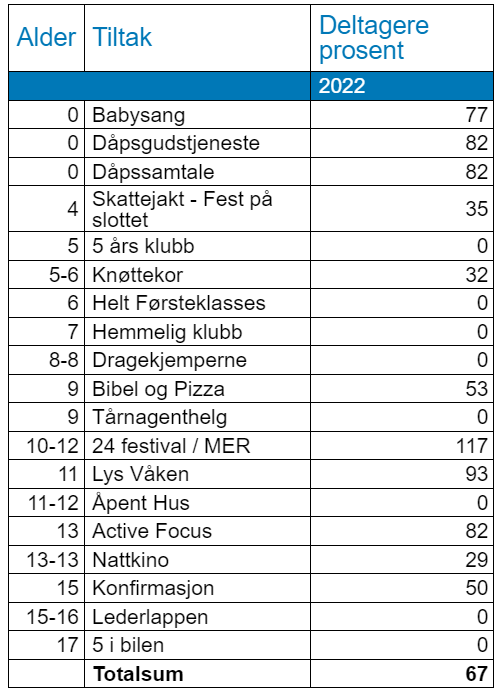 Alder Tiltak Deltagere
prosent
2022
0 Babysang 77
0 Dåpsgudstjeneste 82
0 Dåpssamtale 82
4 Skattejakt - Fest på
slottet 35
5 5 års klubb 0
5-6 Knøttekor 32
6 Helt Førsteklasses 0
7 Hemmelig klubb 0
8-8 Dragekjemperne 0
9 Bibel og Pizza 53
9 Tårnagenthelg 0
10-12 24 festival / MER 117
11 Lys Våken 93
11-12 Åpent Hus 0
13 Active Focus 82
13-13 Nattkino 29
15 Konfirmasjon 50
15-16 Lederlappen 0
17 5 i bilen 0
Totalsum 67